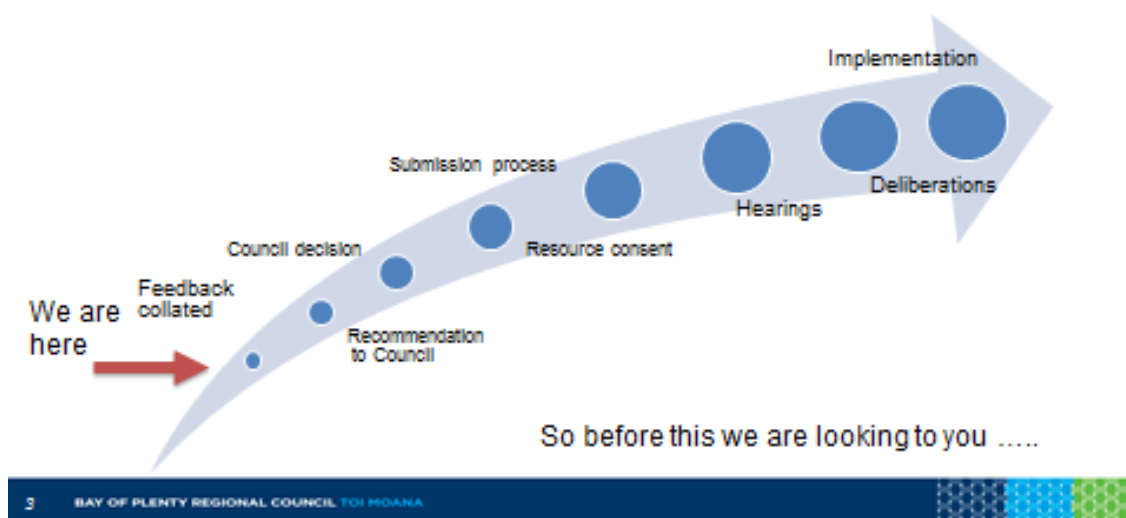 Implementation
Submission process
Deliberations
Hearings
Council decision
Resource consent
Feedback
collated
We are
here
Recommendation
to Council
So before this we are looking to you .....
3 BAY OF PLENTY REGIONAL COUNCIL TOI MOANA